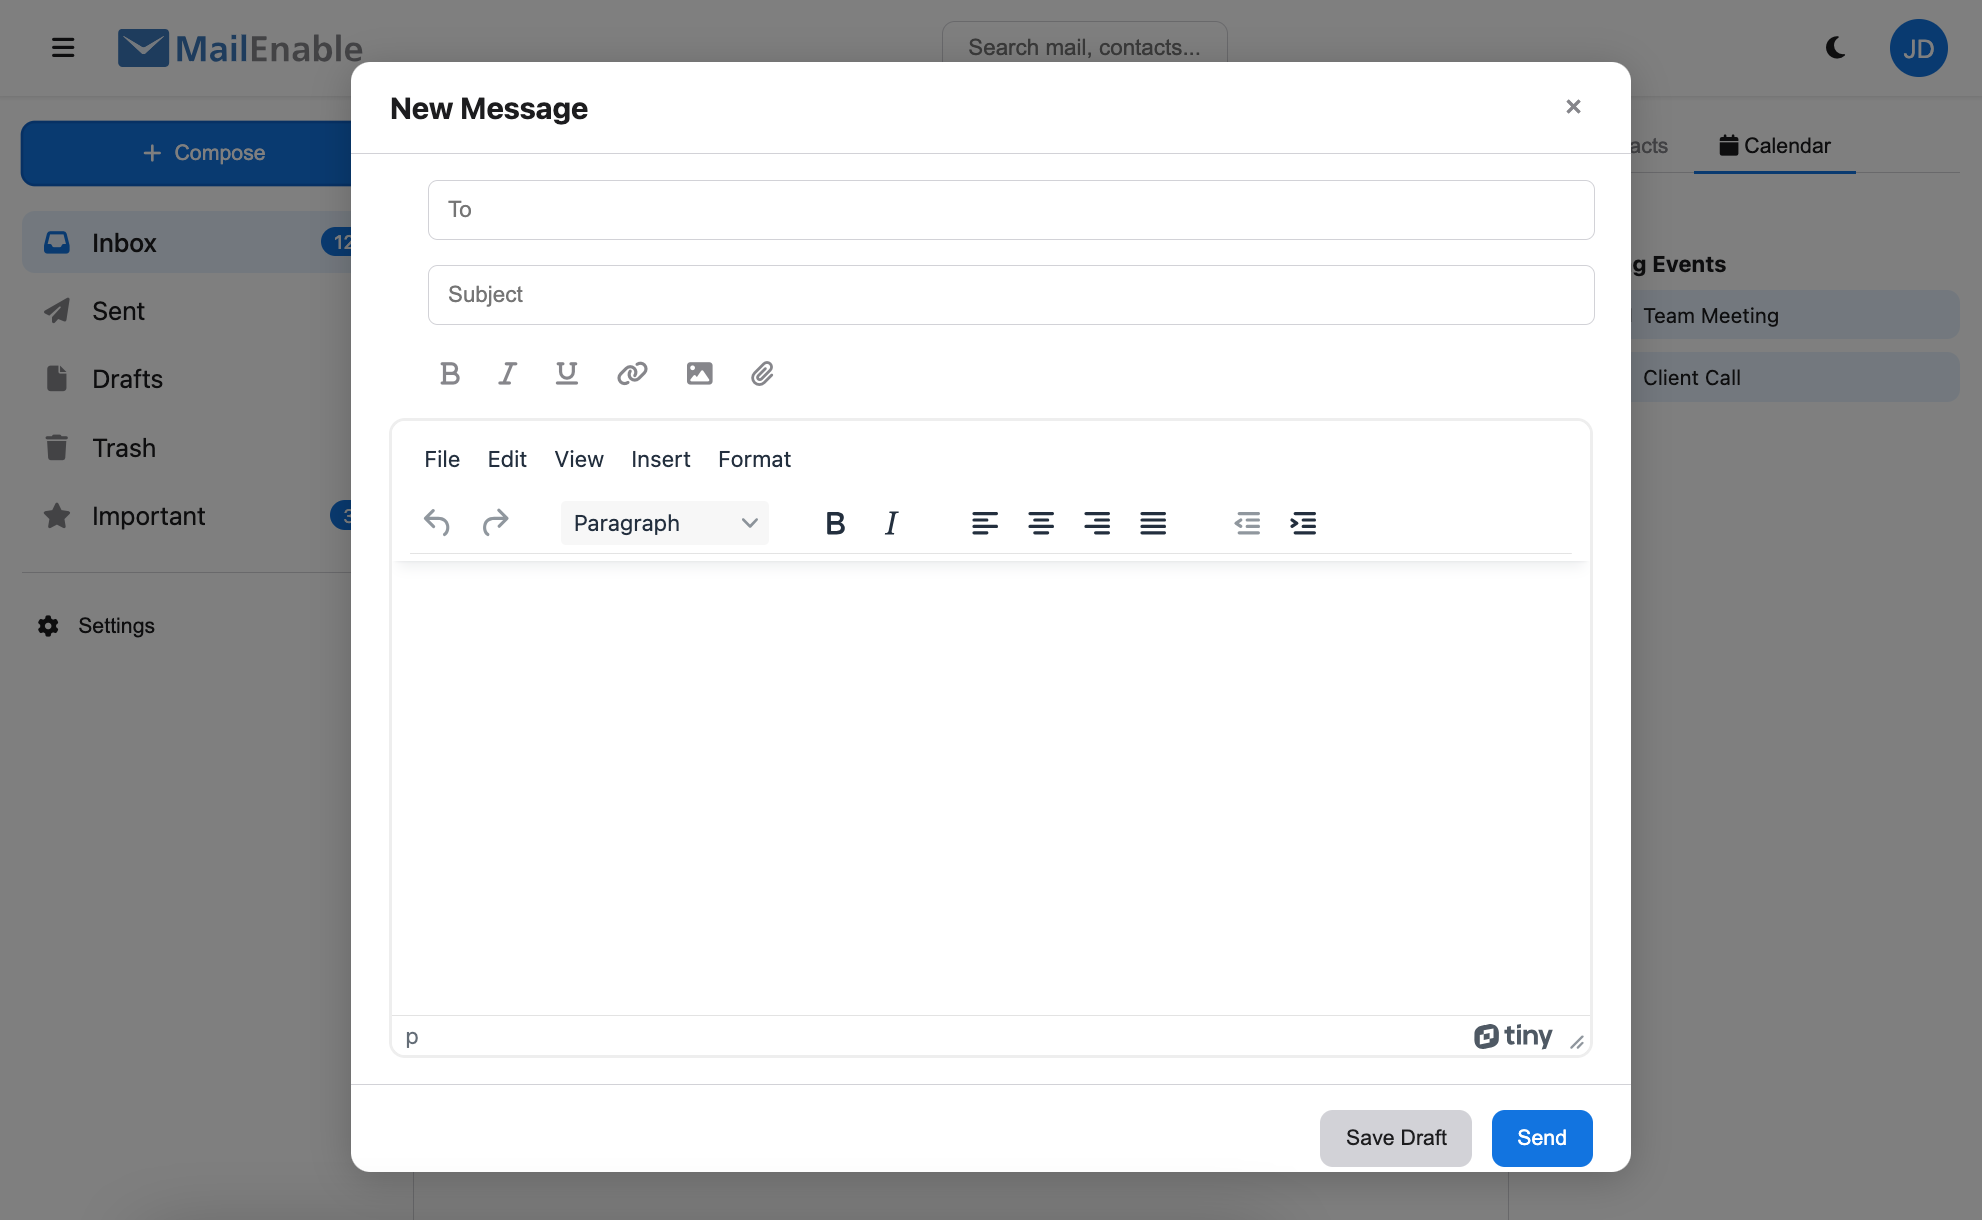 MailEnable
Search mail, contacts...
JD
New Message
×
+ Compose
acts
Calendar
To
Inbox 12
g Events
Subject
Sent
Team Meeting
B I U
Drafts
Client Call
File Edit View Insert Format
Trash
Paragraph B I
Important 3
Settings
p
tiny
Save Draft
Send